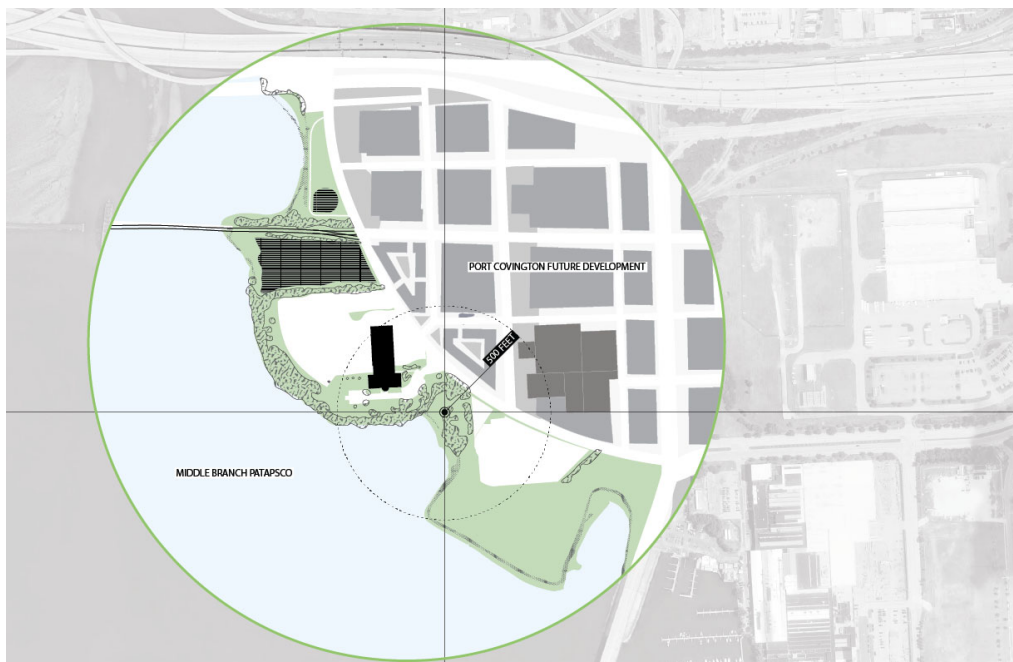 PORT COVINGTON FUTURE DEVELOPMENT
500 FEET
MIDDLE BRANCH PATAPSCO